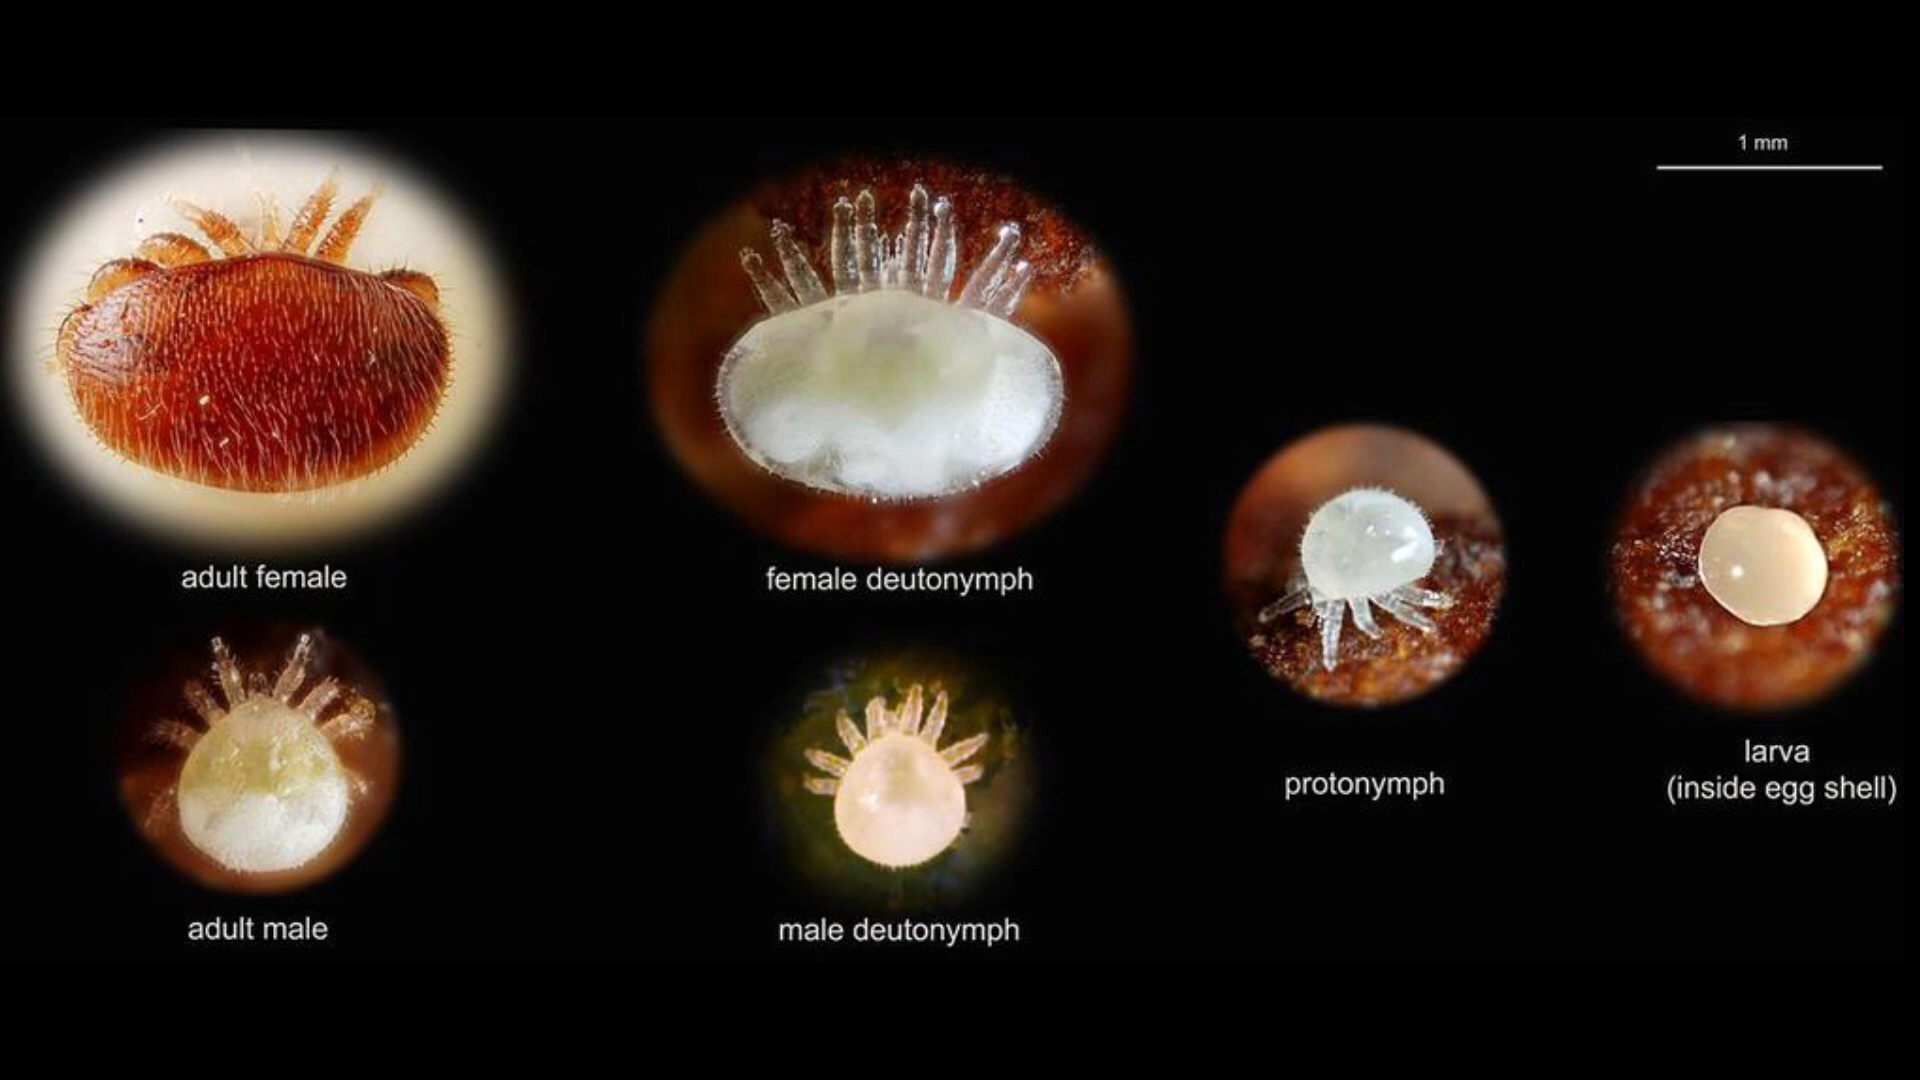 1 mm
adult female
female deutonymph
adult male
male deutonymph
protonymph
larva
(inside egg shell)